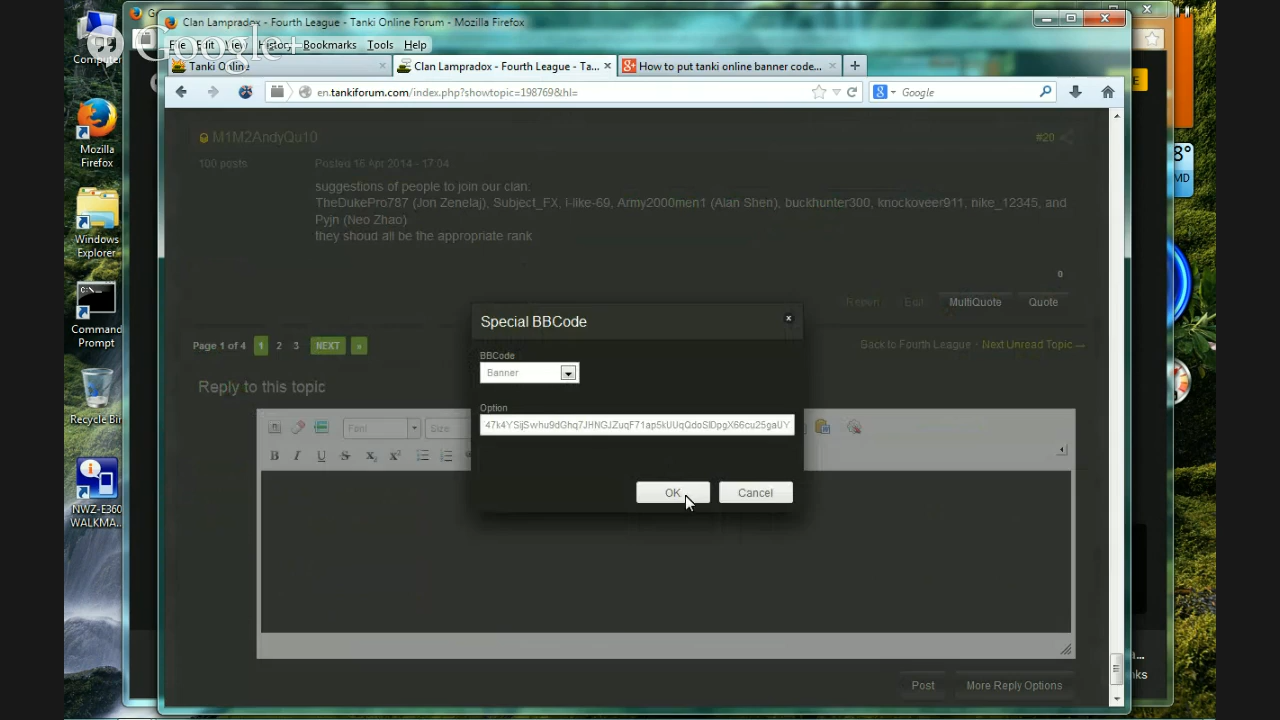 Clan Lampradox - Fourth League - Tanki Online Forum - Mozilla Firefox
Google+
File Edit View History Bookmarks Tools Help
Tanki Online
Clan Lampradox - Fourth League - Ta...
How to put tanki online banner code...
en.tankiforum.com/index.php?showtopic=198769&hl=
Google
Computer
Mozilla
Firefox
Windows
Explorer
Command
Prompt
Recycle Bin
NWZ-E360
WALKMA...
M1M2AndyQu10
#20
100 posts
Posted 16 Apr 2014 - 17:04
suggestions of people to join our clan:
TheDukePro787 (Jon Zenelaj), Subject_FX, i-like-69, Army2000men1 (Alan Shen), buckhunter300, knockoveer911, nike_12345, and
Pyjn (Neo Zhao)
they shoud all be the appropriate rank
0
Report Edit MultiQuote Quote
Page 1 of 4 1 2 3 NEXT »
Back to Fourth League · Next Unread Topic →
Reply to this topic
Special BBCode
BBCode
Banner
Option
47k4YSijSwhu9dGhq7JHNGJZuqF71ap5kUUqQdoSlDpgX66cu25gaUY
OK
Cancel
Font
Size
Post
More Reply Options
8°
MD